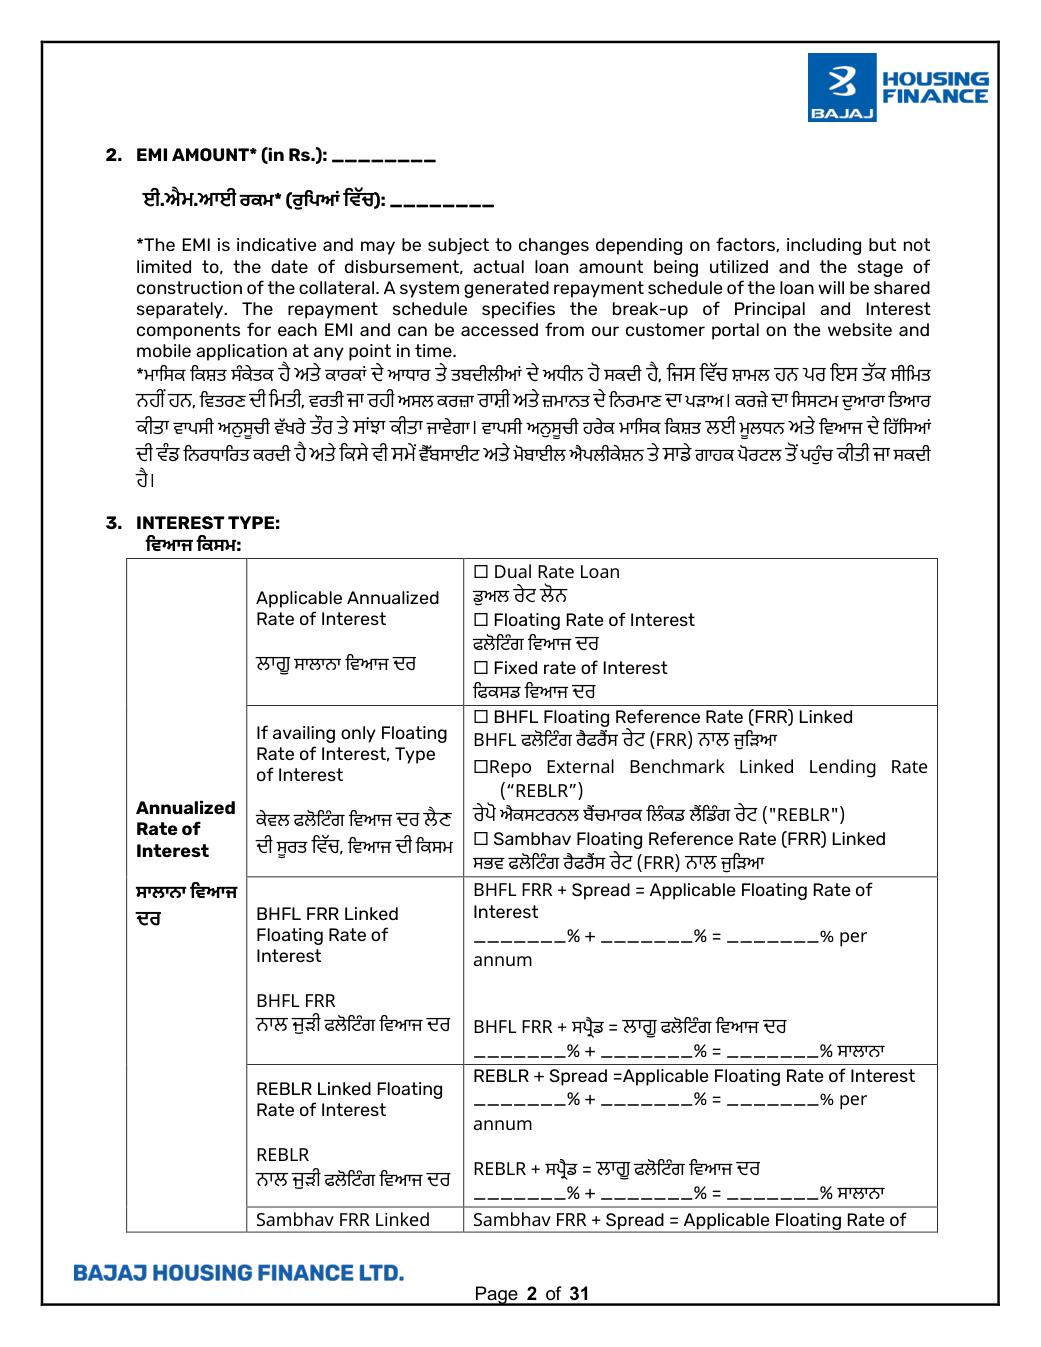 HOUSING
FINANCE
BAJAJ
2. EMI AMOUNT* (in Rs.): ________
ਈ.ਐਮ.ਆਈ ਰਕਮ* (ਰੁਪਿਆਂ ਵਿੱਚ): ________
*The EMI is indicative and may be subject to changes depending on factors, including but not
limited to, the date of disbursement, actual loan amount being utilized and the stage of
construction of the collateral. A system generated repayment schedule of the loan will be shared
separately. The repayment schedule specifies the break-up of Principal and Interest
components for each EMI and can be accessed from our customer portal on the website and
mobile application at any point in time.
*ਮਾਸਿਕ ਕਿਸ਼ਤ ਸੰਕੇਤਕ ਹੈ ਅਤੇ ਕਾਰਕਾਂ ਦੇ ਆਧਾਰ ਤੇ ਤਬਦੀਲੀਆਂ ਦੇ ਅਧੀਨ ਹੋ ਸਕਦੀ ਹੈ, ਜਿਸ ਵਿੱਚ ਸ਼ਾਮਲ ਹਨ ਪਰ ਇਸ ਤੱਕ ਸੀਮਿਤ
ਨਹੀਂ ਹਨ, ਵਿਤਰਣ ਦੀ ਮਿਤੀ, ਵਰਤੀ ਜਾ ਰਹੀ ਅਸਲ ਕਰਜ਼ਾ ਰਾਸ਼ੀ ਅਤੇ ਜ਼ਮਾਨਤ ਦੇ ਨਿਰਮਾਣ ਦਾ ਪੜਾਅ। ਕਰਜ਼ੇ ਦਾ ਸਿਸਟਮ ਦੁਆਰਾ ਤਿਆਰ
ਕੀਤਾ ਵਾਪਸੀ ਅਨੁਸੂਚੀ ਵੱਖਰੇ ਤੌਰ ਤੇ ਸਾਂਝਾ ਕੀਤਾ ਜਾਵੇਗਾ। ਵਾਪਸੀ ਅਨੁਸੂਚੀ ਹਰੇਕ ਮਾਸਿਕ ਕਿਸ਼ਤ ਲਈ ਮੂਲਧਨ ਅਤੇ ਵਿਆਜ ਦੇ ਹਿੱਸਿਆਂ
ਦੀ ਵੰਡ ਨਿਰਧਾਰਿਤ ਕਰਦੀ ਹੈ ਅਤੇ ਕਿਸੇ ਵੀ ਸਮੇਂ ਵੈੱਬਸਾਈਟ ਅਤੇ ਮੋਬਾਈਲ ਐਪਲੀਕੇਸ਼ਨ ਤੇ ਸਾਡੇ ਗਾਹਕ ਪੋਰਟਲ ਤੋਂ ਪਹੁੰਚ ਕੀਤੀ ਜਾ ਸਕਦੀ
ਹੈ।
3. INTEREST TYPE:
ਵਿਆਜ ਕਿਸਮ:
Annualized
Rate of
Interest
ਸਾਲਾਨਾ ਵਿਆਜ
ਦਰ
Applicable Annualized
Rate of Interest
ਲਾਗੂ ਸਾਲਾਨਾ ਵਿਆਜ ਦਰ
☐ Dual Rate Loan
ਡੁਅਲ ਰੇਟ ਲੋਨ
☐ Floating Rate of Interest
ਫਲੋਟਿੰਗ ਵਿਆਜ ਦਰ
☐ Fixed rate of Interest
ਫਿਕਸਡ ਵਿਆਜ ਦਰ
If availing only Floating
Rate of Interest, Type
of Interest
ਕੇਵਲ ਫਲੋਟਿੰਗ ਵਿਆਜ ਦਰ ਲੈਣ
ਦੀ ਸੂਰਤ ਵਿੱਚ, ਵਿਆਜ ਦੀ ਕਿਸਮ
☐ BHFL Floating Reference Rate (FRR) Linked
BHFL ਫਲੋਟਿੰਗ ਰੈਫਰੈਂਸ ਰੇਟ (FRR) ਨਾਲ ਜੁੜਿਆ
☐Repo External Benchmark Linked Lending Rate
(“REBLR”)
ਰੇਪੋ ਐਕਸਟਰਨਲ ਬੈਂਚਮਾਰਕ ਲਿੰਕਡ ਲੈਂਡਿੰਗ ਰੇਟ ("REBLR")
☐ Sambhav Floating Reference Rate (FRR) Linked
ਸਭਵ ਫਲੋਟਿੰਗ ਰੈਫਰੈਂਸ ਰੇਟ (FRR) ਨਾਲ ਜੁੜਿਆ
BHFL FRR Linked
Floating Rate of
Interest
BHFL FRR
ਨਾਲ ਜੁੜੀ ਫਲੋਟਿੰਗ ਵਿਆਜ ਦਰ
BHFL FRR + Spread = Applicable Floating Rate of
Interest
_______% + _______% = _______% per
annum
BHFL FRR + ਸਪ੍ਰੈਡ = ਲਾਗੂ ਫਲੋਟਿੰਗ ਵਿਆਜ ਦਰ
_______% + _______% = _______% ਸਾਲਾਨਾ
REBLR Linked Floating
Rate of Interest
REBLR
ਨਾਲ ਜੁੜੀ ਫਲੋਟਿੰਗ ਵਿਆਜ ਦਰ
REBLR + Spread =Applicable Floating Rate of Interest
_______% + _______% = _______% per
annum
REBLR + ਸਪ੍ਰੈਡ = ਲਾਗੂ ਫਲੋਟਿੰਗ ਵਿਆਜ ਦਰ
_______% + _______% = _______% ਸਾਲਾਨਾ
Sambhav FRR Linked
Sambhav FRR + Spread = Applicable Floating Rate of
BAJAJ HOUSING FINANCE LTD.
Page 2 of 31